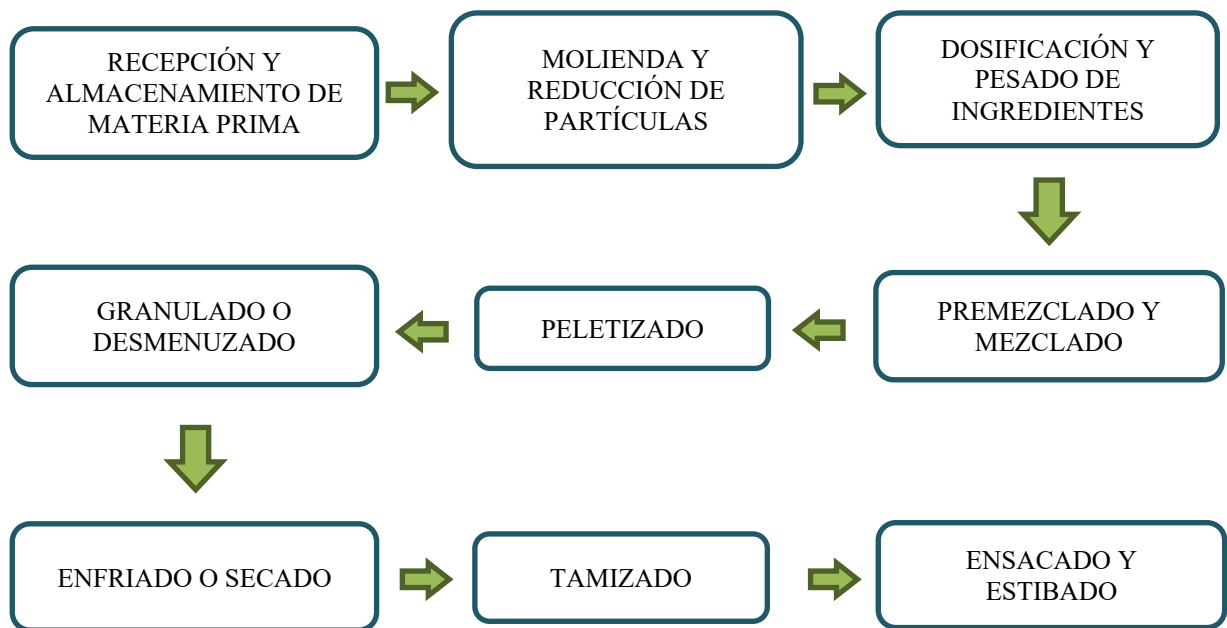 RECEPCIÓN Y
ALMACENAMIENTO DE
MATERIA PRIMA
MOLIENDA Y
REDUCCIÓN DE
PARTÍCULAS
DOSIFICACIÓN Y
PESADO DE
INGREDIENTES
PREMEZCLADO Y
MEZCLADO
PELETIZADO
GRANULADO O
DESMENUZADO
ENFRIADO O SECADO
TAMIZADO
ENSACADO Y
ESTIBADO